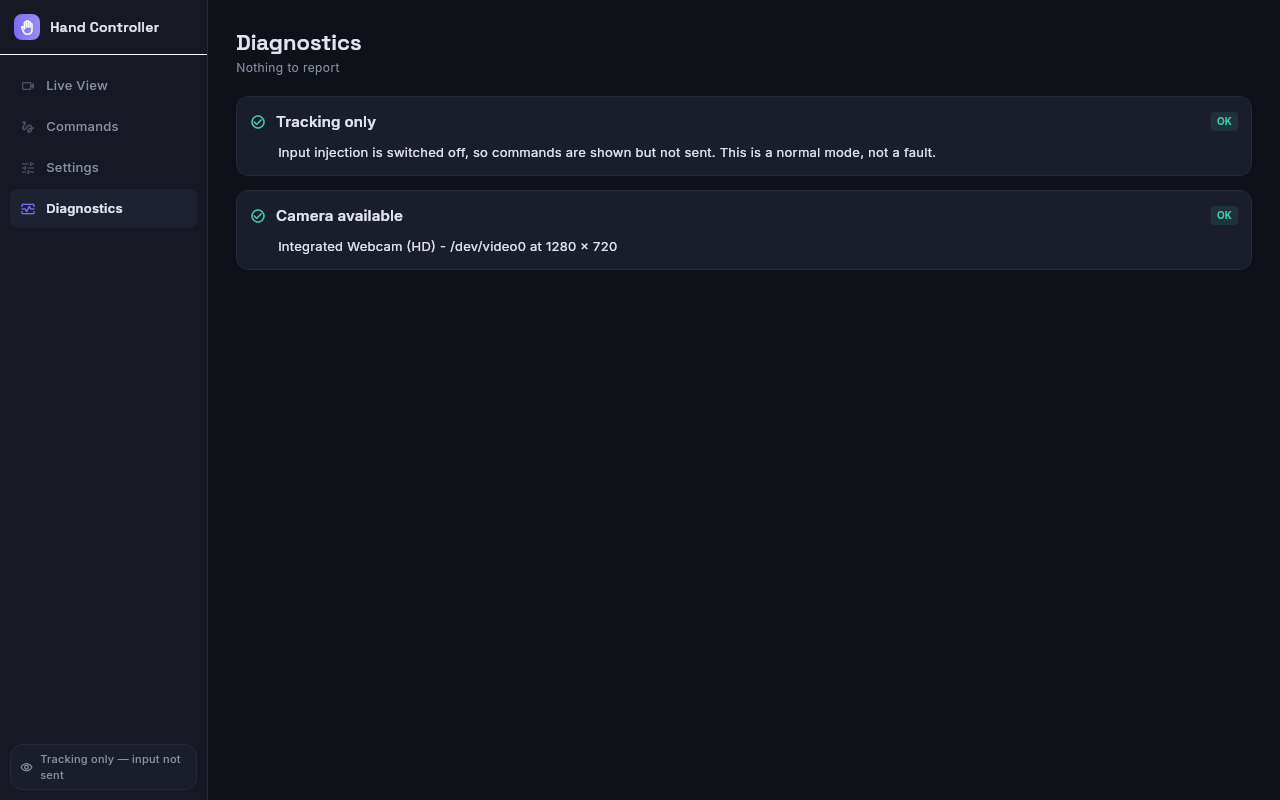 Hand Controller
Live View
Commands
Settings
Diagnostics
Tracking only — input not
sent
Diagnostics
Nothing to report
Tracking only
OK
Input injection is switched off, so commands are shown but not sent. This is a normal mode, not a fault.
Camera available
OK
Integrated Webcam (HD) - /dev/video0 at 1280 × 720